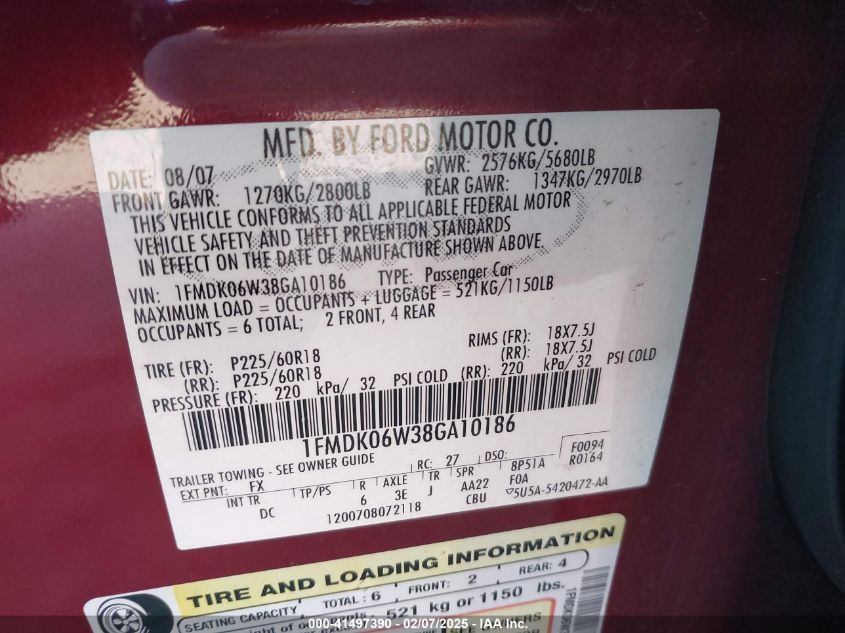 MFD. BY FORD MOTOR CO.
DATE: 08/07 GVWR: 2576KG/5680LB
FRONT GAWR: 1270KG/2800LB REAR GAWR: 1347KG/2970LB
THIS VEHICLE CONFORMS TO ALL APPLICABLE FEDERAL MOTOR
VEHICLE SAFETY AND THEFT PREVENTION STANDARDS
IN EFFECT ON THE DATE OF MANUFACTURE SHOWN ABOVE.
VIN: 1FMDK06W38GA10186 TYPE: Passenger Car
MAXIMUM LOAD = OCCUPANTS + LUGGAGE = 521KG/1150LB
OCCUPANTS = 6 TOTAL; 2 FRONT, 4 REAR
TIRE (FR): P225/60R18 RIMS (FR): 18X7.5J
(RR): P225/60R18 (RR): 18X7.5J
PRESSURE (FR): 220 kPa/ 32 PSI COLD (RR): 220 kPa/ 32 PSI COLD
1FMDK06W38GA10186
TRAILER TOWING - SEE OWNER GUIDE
EXT PNT: FX RC: 27 DSO: 8P51A F0094 R0164
INT TR TP/PS R AXLE TR SPR F0A
DC 6 3E J AA22 ▽5U5A-5420472-AA
1200708072118 CBU
TIRE AND LOADING INFORMATION
SEATING CAPACITY TOTAL: 6 FRONT: 2 REAR: 4
521 kg or 1150 lbs.
000-41497390 - 02/07/2025 - IAA, Inc.